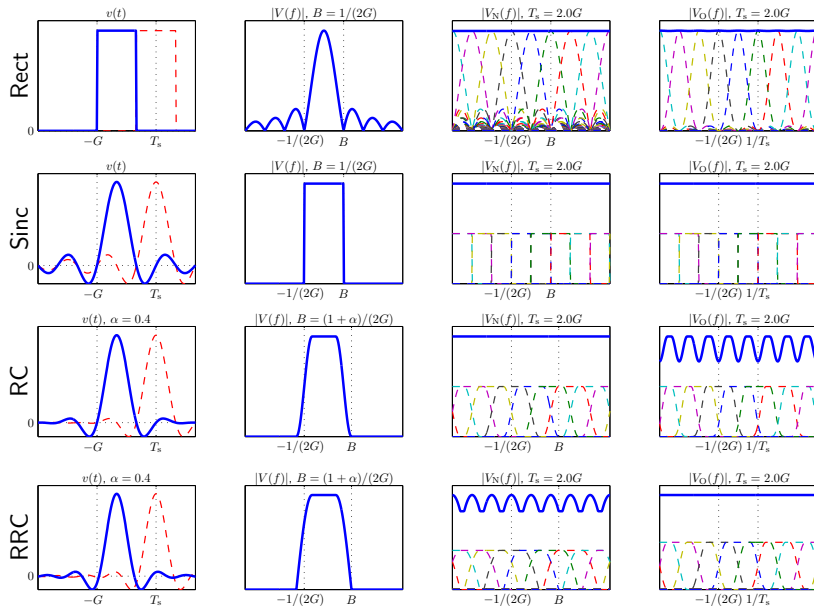 v(t)
|V(f)|, B = 1/(2G)
|V_N(f)|, T_s = 2.0G
|V_O(f)|, T_s = 2.0G
Rect
0
−G
T_s
−1/(2G)
B
−1/(2G)
B
−1/(2G) 1/T_s
v(t)
|V(f)|, B = 1/(2G)
|V_N(f)|, T_s = 2.0G
|V_O(f)|, T_s = 2.0G
Sinc
0
−G
T_s
−1/(2G)
B
−1/(2G)
B
−1/(2G) 1/T_s
v(t), α = 0.4
|V(f)|, B = (1 + α)/(2G)
|V_N(f)|, T_s = 2.0G
|V_O(f)|, T_s = 2.0G
RC
0
−G
T_s
−1/(2G)
B
−1/(2G)
B
−1/(2G) 1/T_s
v(t), α = 0.4
|V(f)|, B = (1 + α)/(2G)
|V_N(f)|, T_s = 2.0G
|V_O(f)|, T_s = 2.0G
RRC
0
−G
T_s
−1/(2G)
B
−1/(2G)
B
−1/(2G) 1/T_s